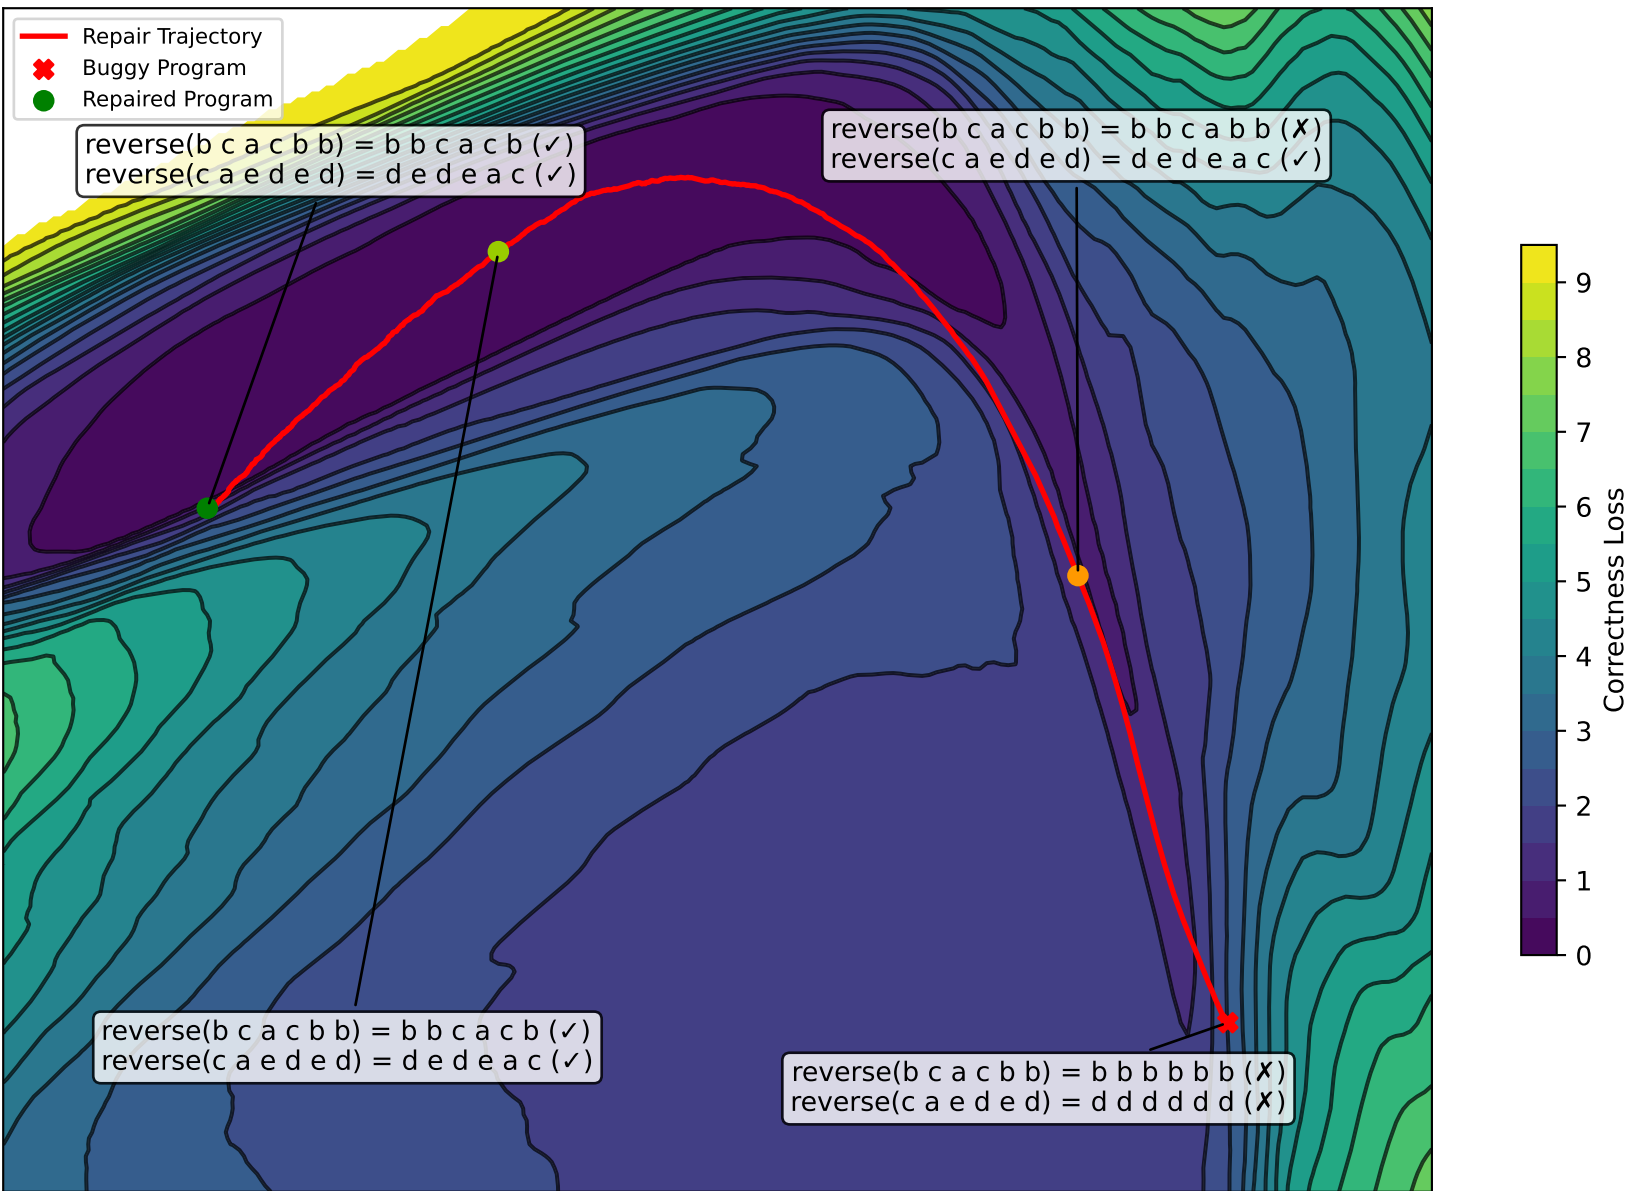 Repair Trajectory
Buggy Program
Repaired Program
reverse(b c a c b b) = b b c a c b (✓)
reverse(c a e d e d) = d e d e a c (✓)
reverse(b c a c b b) = b b c a b b (✗)
reverse(c a e d e d) = d e d e a c (✓)
reverse(b c a c b b) = b b c a c b (✓)
reverse(c a e d e d) = d e d e a c (✓)
reverse(b c a c b b) = b b b b b b (✗)
reverse(c a e d e d) = d d d d d d (✗)
9
8
7
6
5
4
3
2
1
0
Correctness Loss